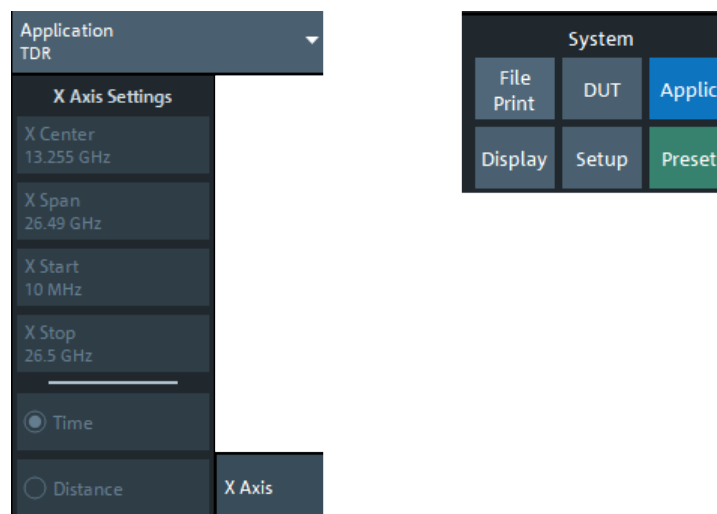 Application
TDR
X Axis Settings
X Center
13.255 GHz
X Span
26.49 GHz
X Start
10 MHz
X Stop
26.5 GHz
Time
Distance
X Axis
System
File
Print
DUT
Applic
Display
Setup
Preset